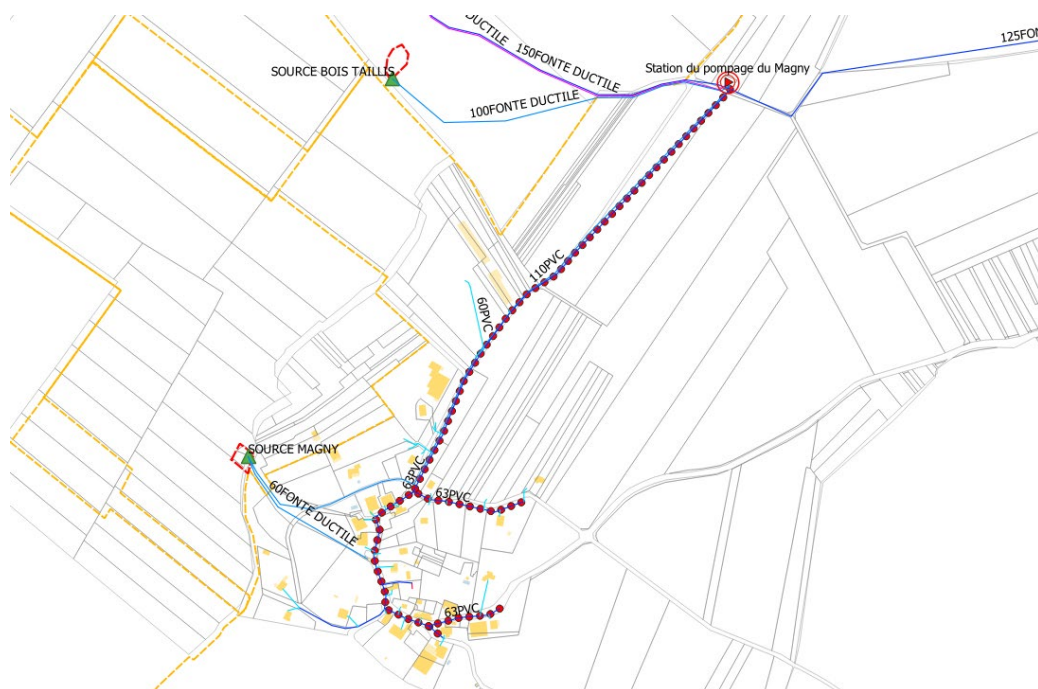 DUCTILE
150FONTE DUCTILE
125FON
SOURCE BOIS TAILLIS
Station du pompage du Magny
100FONTE DUCTILE
110PVC
60PVC
SOURCE MAGNY
63PVC
63PVC
60FONTE DUCTILE
63PVC